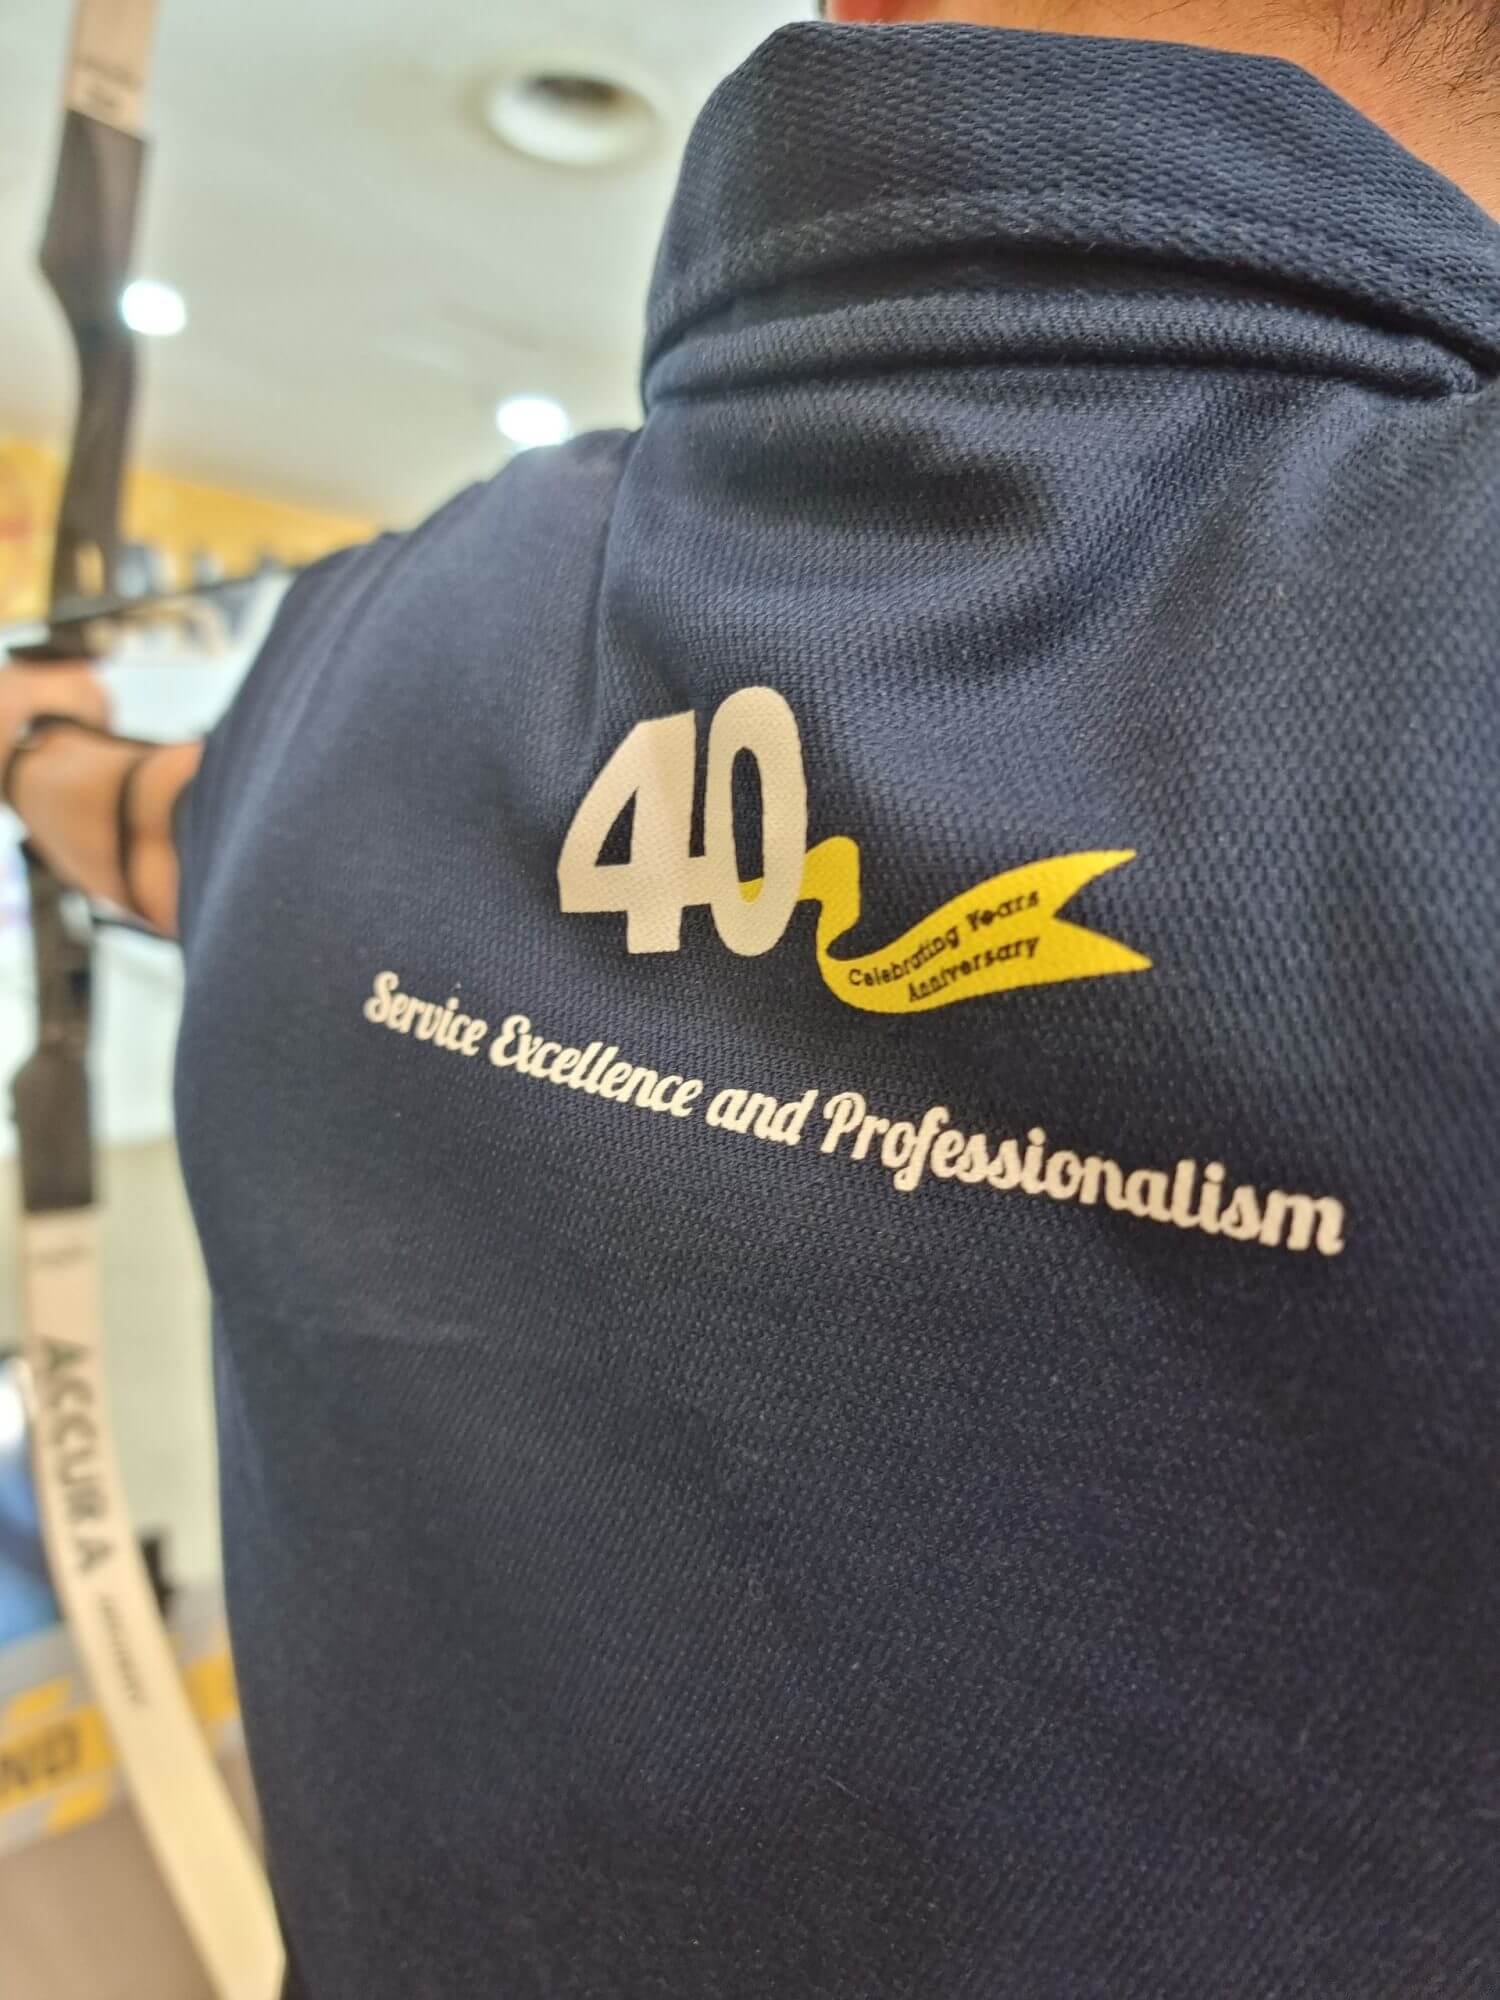 40
Celebrating Years
Anniversary
Service Excellence and Professionalism
ACCURA